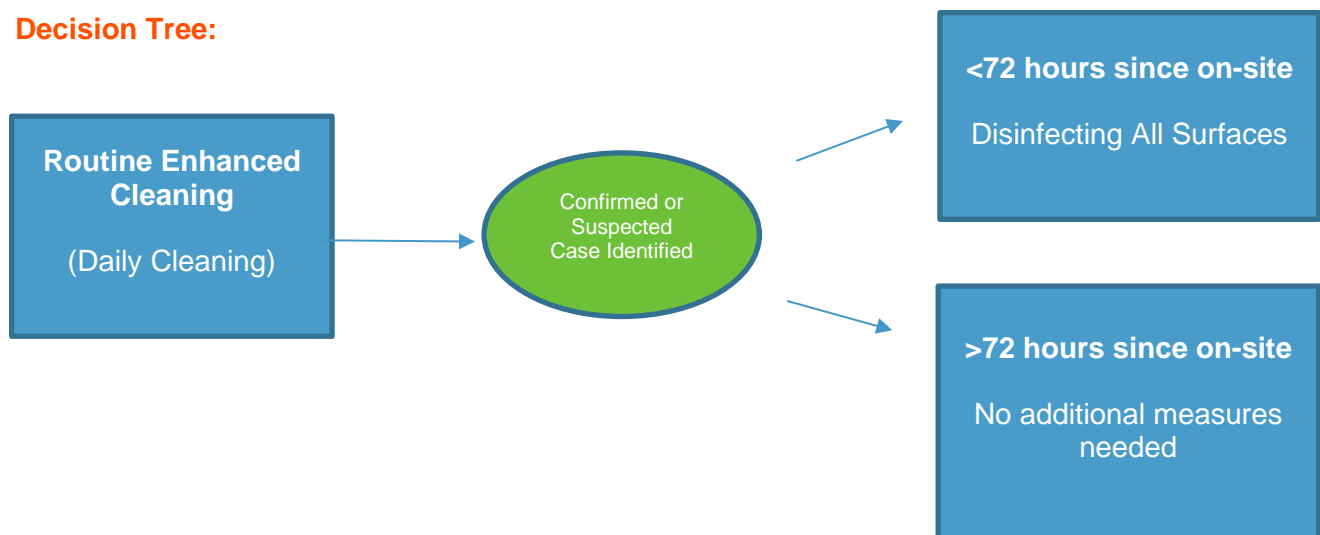 Decision Tree:
Routine Enhanced
Cleaning
(Daily Cleaning)
Confirmed or
Suspected
Case Identified
<72 hours since on-site
Disinfecting All Surfaces
>72 hours since on-site
No additional measures
needed